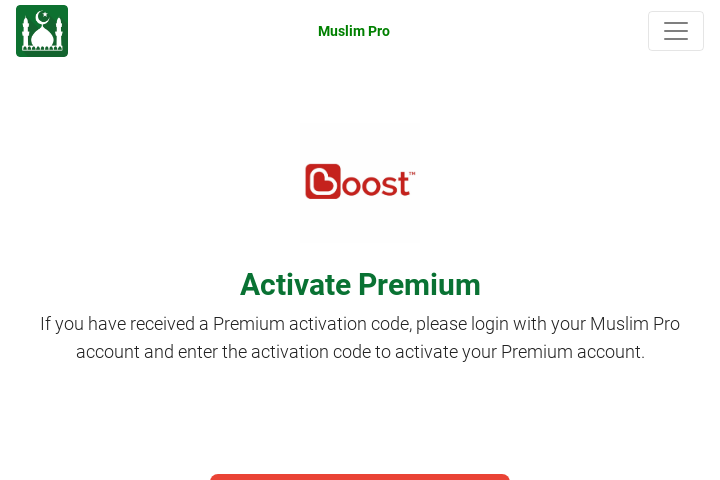 Muslim Pro
Boost™
Activate Premium
If you have received a Premium activation code, please login with your Muslim Pro
account and enter the activation code to activate your Premium account.